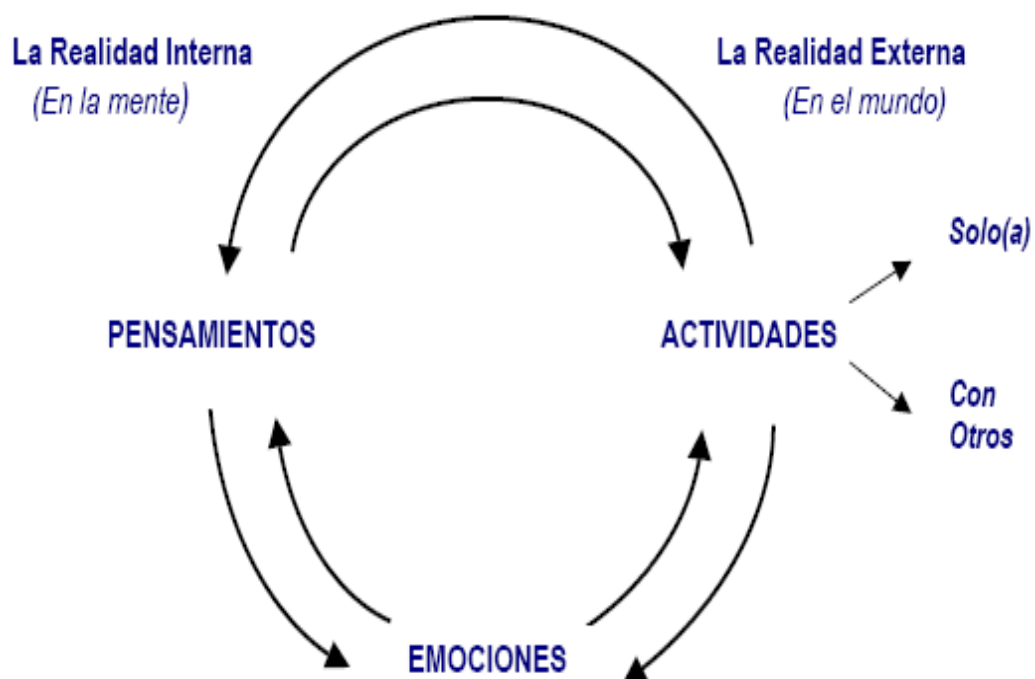 La Realidad Interna
(En la mente)
La Realidad Externa
(En el mundo)
Solo(a)
PENSAMIENTOS
ACTIVIDADES
Con
Otros
EMOCIONES